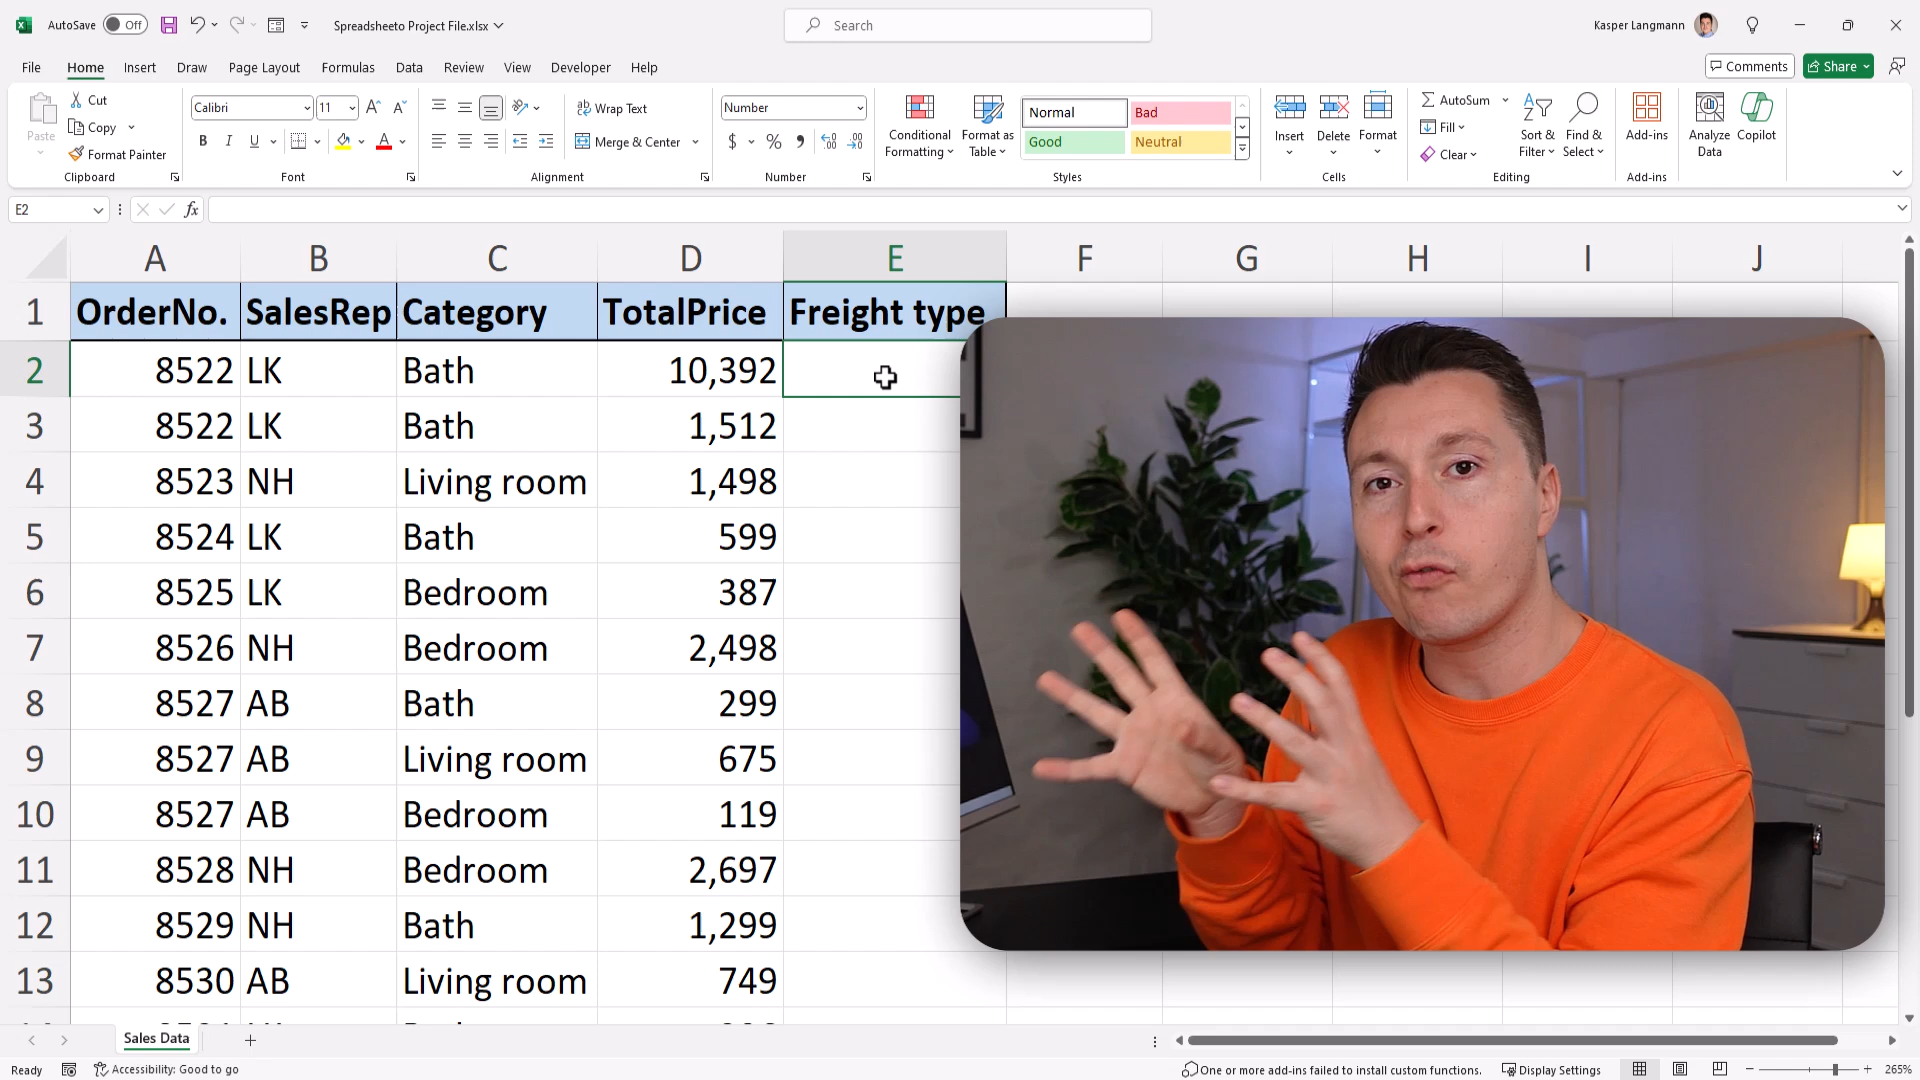 AutoSave Off Spreadsheeto Project File.xlsx Search Kasper Langmann
File Home Insert Draw Page Layout Formulas Data Review View Developer Help Comments Share
Paste Cut Copy Format Painter Clipboard
Calibri 11 B I U A Font
Wrap Text Merge & Center Alignment
Number $ % Number
Conditional Formatting Format as Table Normal Bad Good Neutral Styles
Insert Delete Format Cells
AutoSum Fill Clear Sort & Filter Find & Select Editing
Add-ins Add-ins
Analyze Data Copilot
E2 fx
A B C D E F G H I J
1 OrderNo. SalesRep Category TotalPrice Freight type
2 8522 LK Bath 10,392
3 8522 LK Bath 1,512
4 8523 NH Living room 1,498
5 8524 LK Bath 599
6 8525 LK Bedroom 387
7 8526 NH Bedroom 2,498
8 8527 AB Bath 299
9 8527 AB Living room 675
10 8527 AB Bedroom 119
11 8528 NH Bedroom 2,697
12 8529 NH Bath 1,299
13 8530 AB Living room 749
Sales Data
Ready Accessibility: Good to go One or more add-ins failed to install custom functions. Display Settings 265%